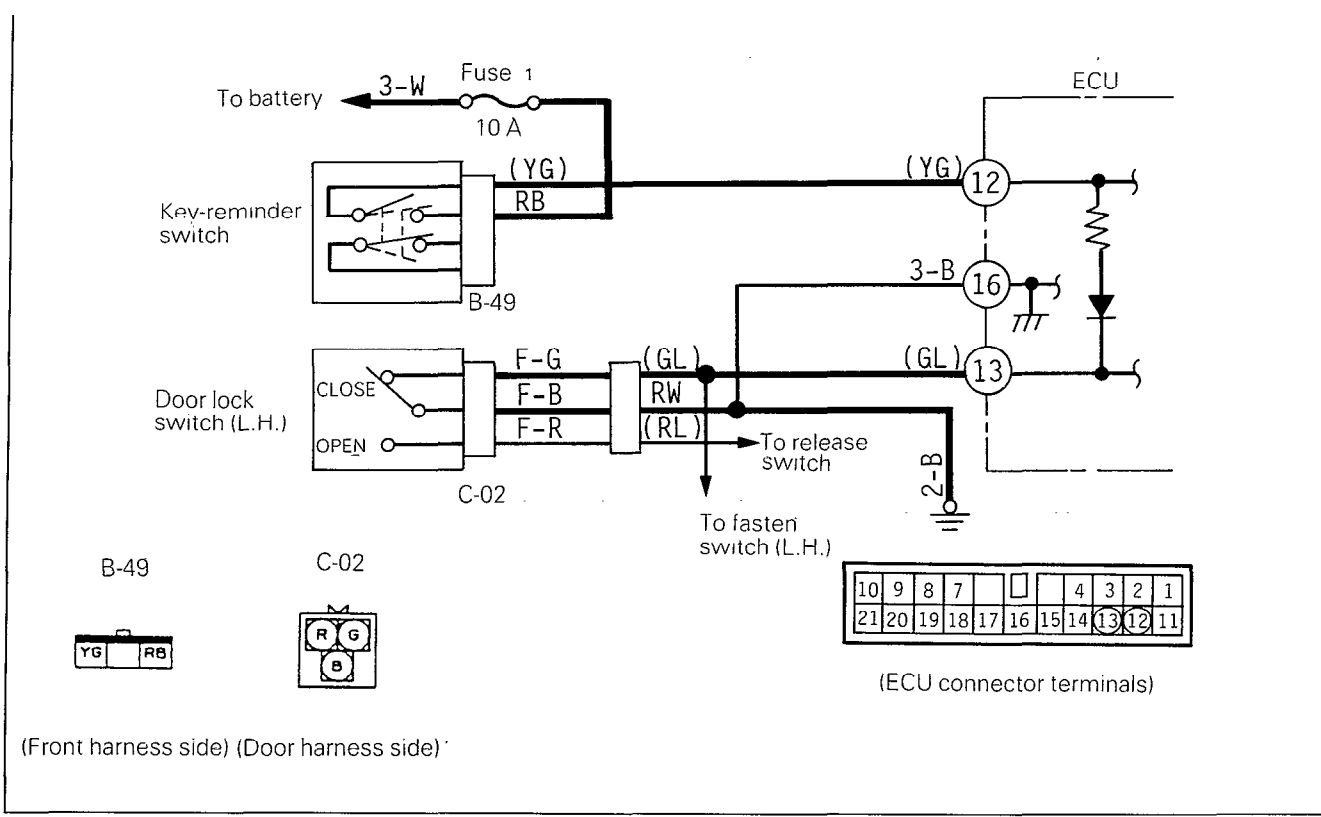 Fuse 1
ECU
To battery
3-W
10 A
(YG)
(YG)
12
RB
Key-reminder
switch
3-B
16
B-49
F-G
(GL)
(GL)
13
CLOSE
Door lock
switch (L.H.)
F-B
RW
F-R
(RL)
OPEN
To release
switch
2-B
C-02
To fasten
switch (L.H.)
B-49
C-02
10 9 8 7 4 3 2 1
21 20 19 18 17 16 15 14 13 12 11
R G
YG RB
B
(ECU connector terminals)
(Front harness side) (Door harness side)